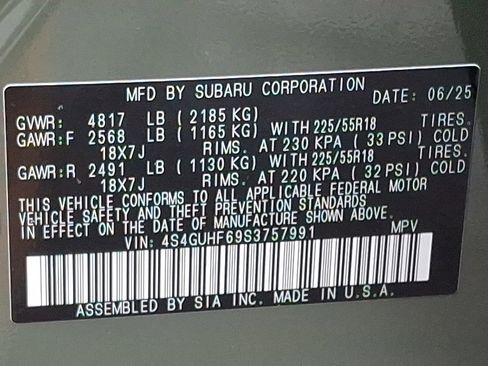 MFD BY SUBARU CORPORATION DATE: 06/25
GVWR: 4817 LB (2185 KG)
GAWR:F 2568 LB (1165 KG) WITH 225/55R18 TIRES.
18X7J RIMS. AT 230 KPA (33 PSI) COLD
GAWR:R 2491 LB (1130 KG) WITH 225/55R18 TIRES.
18X7J RIMS. AT 220 KPA (32 PSI) COLD
THIS VEHICLE CONFORMS TO ALL APPLICABLE FEDERAL MOTOR
VEHICLE SAFETY AND THEFT PREVENTION STANDARDS
IN EFFECT ON THE DATE OF MANUFACTURE SHOWN ABOVE.
VIN: 4S4GUHF69S3757991 MPV
ASSEMBLED BY SIA INC. MADE IN U.S.A.